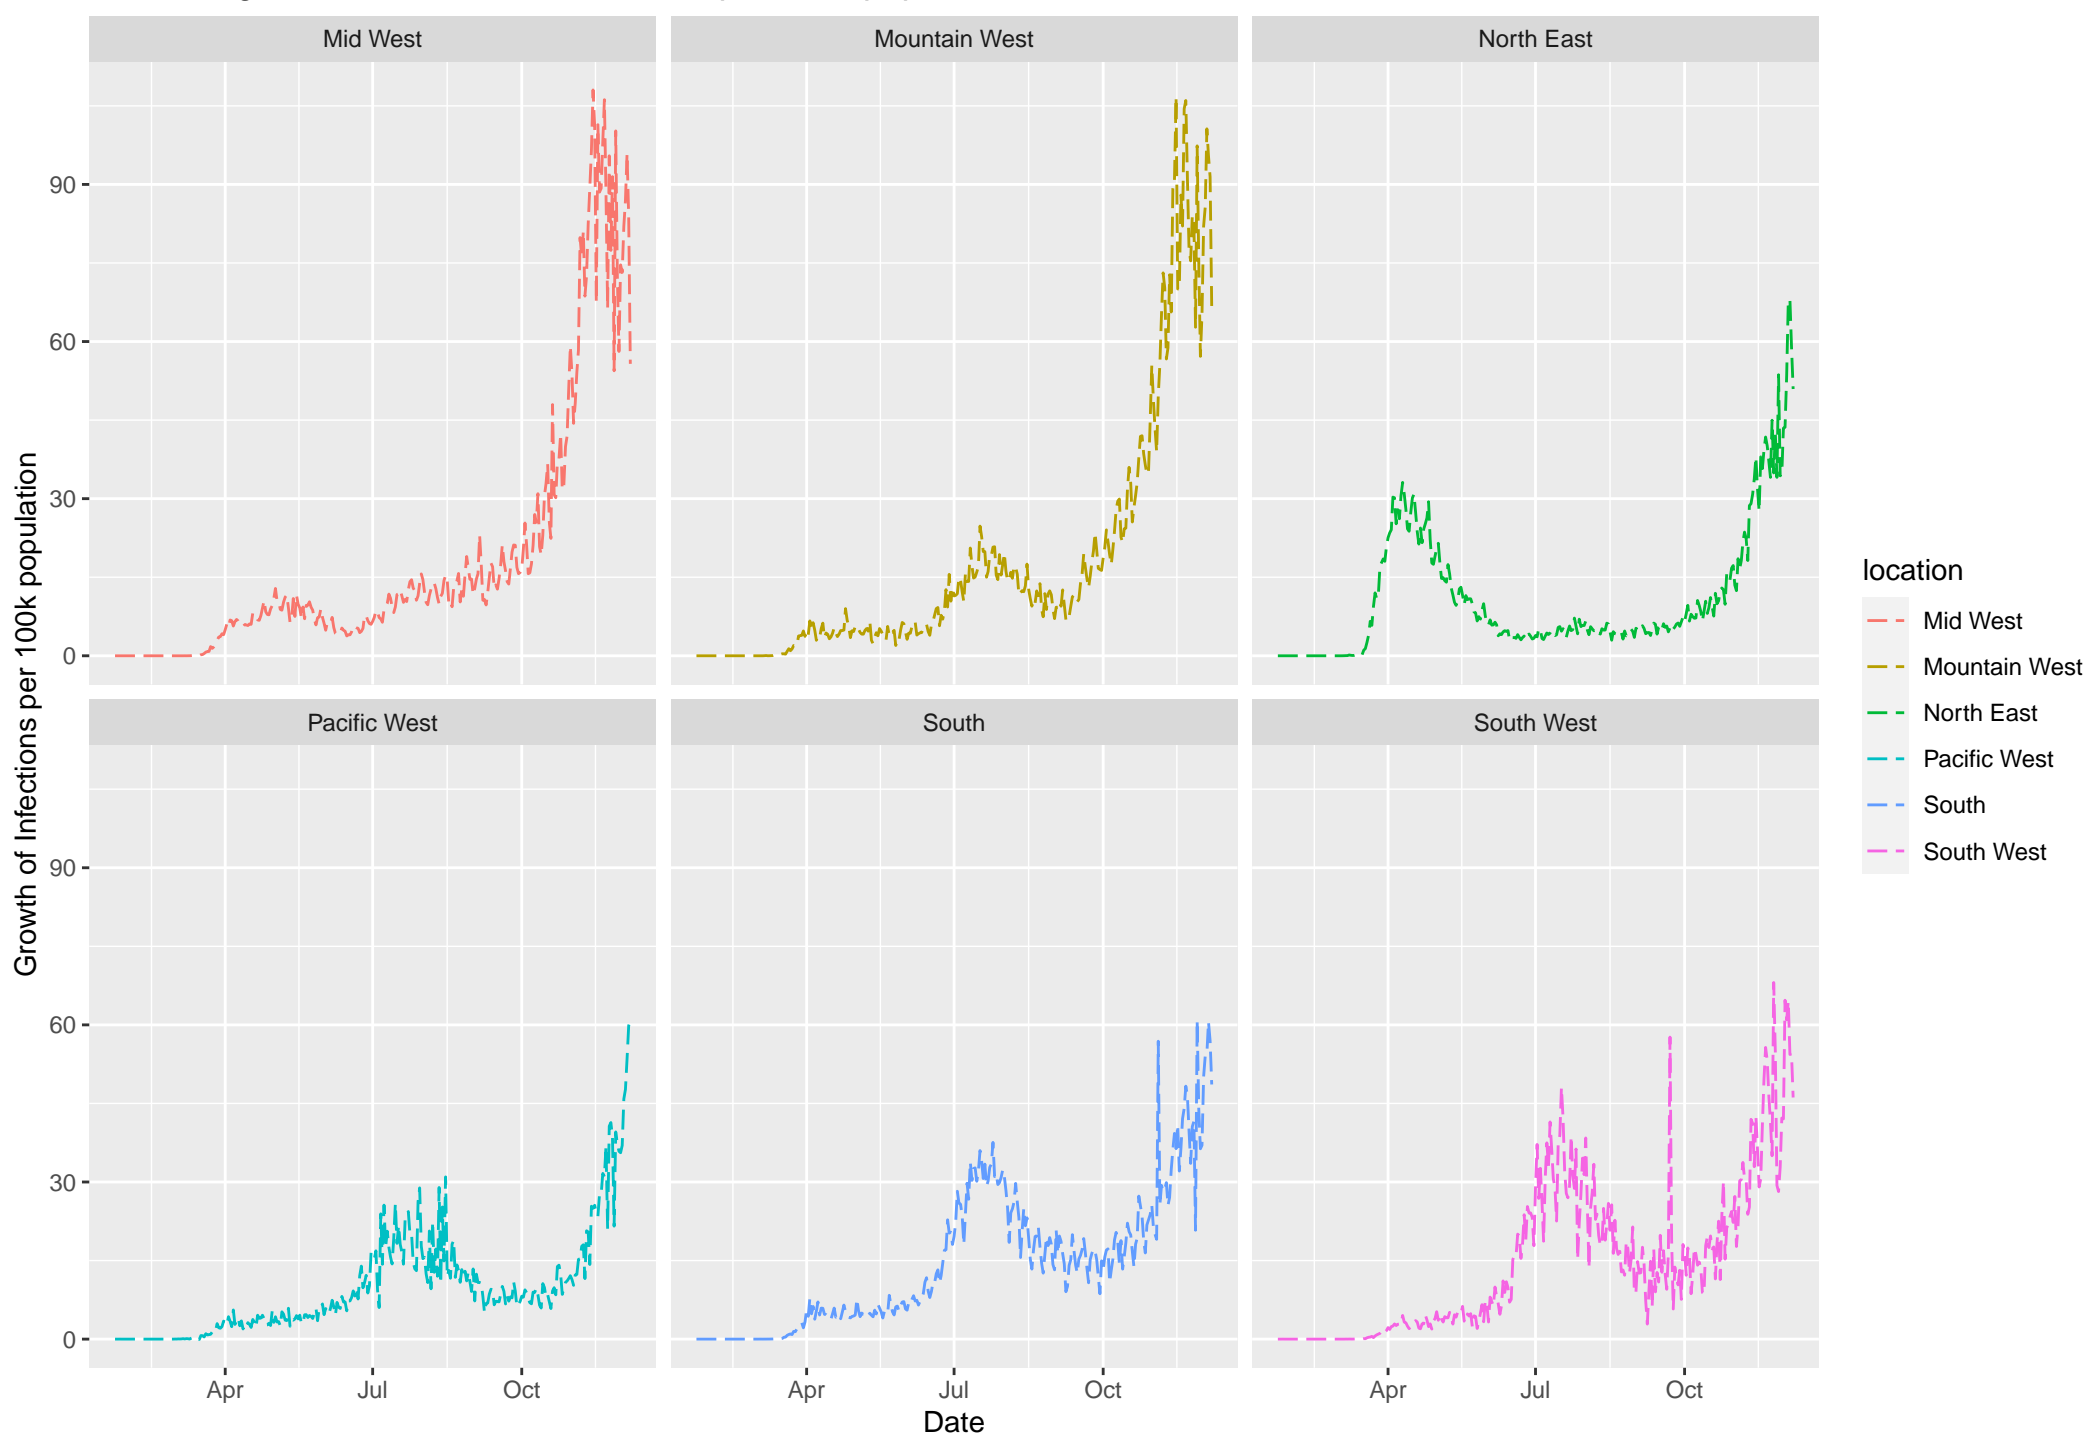 Mid West
Mountain West
North East
90
60
30
0
Pacific West
South
South West
90
60
30
0
Apr
Jul
Oct
Apr
Jul
Oct
Apr
Jul
Oct
Date
Growth of Infections per 100k population
location
Mid West
Mountain West
North East
Pacific West
South
South West